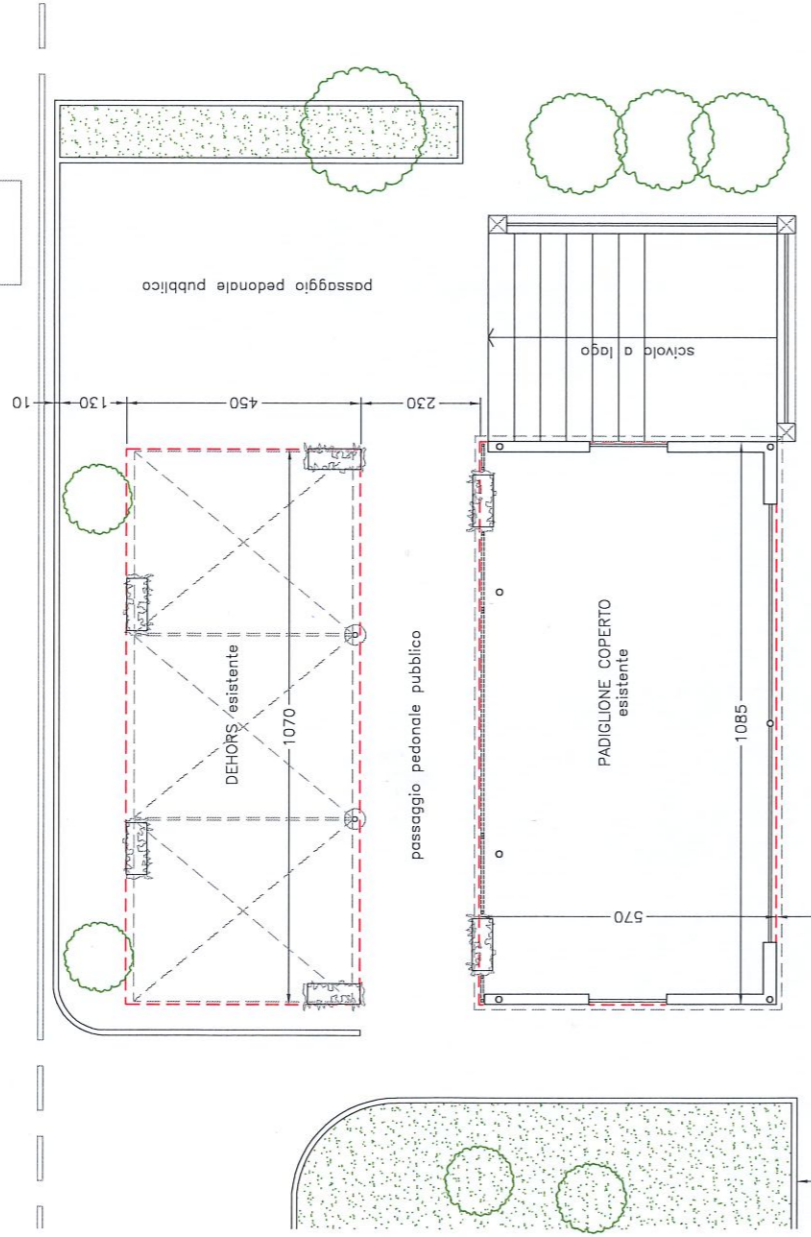 passaggio pedonale pubblico
scivolo a lago
10
130
450
230
DEHORS esistente
1070
passaggio pedonale pubblico
PADIGLIONE COPERTO
esistente
1085
570